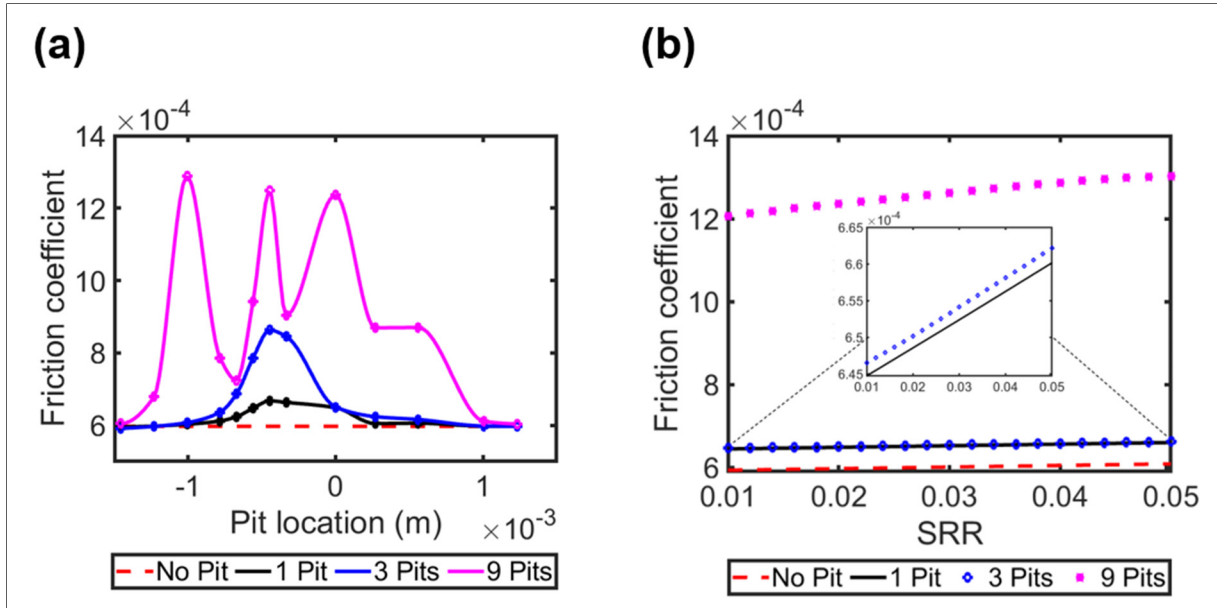 (a)
×10⁻⁴
14
12
10
8
6
Friction coefficient
-1 0 1
Pit location (m) ×10⁻³
No Pit 1 Pit 3 Pits 9 Pits
(b)
×10⁻⁴
14
12
10
8
6
Friction coefficient
×10⁻⁴
6.65
6.6
6.55
6.5
6.45
0.01 0.02 0.03 0.04 0.05
0.01 0.02 0.03 0.04 0.05
SRR
No Pit 1 Pit 3 Pits 9 Pits